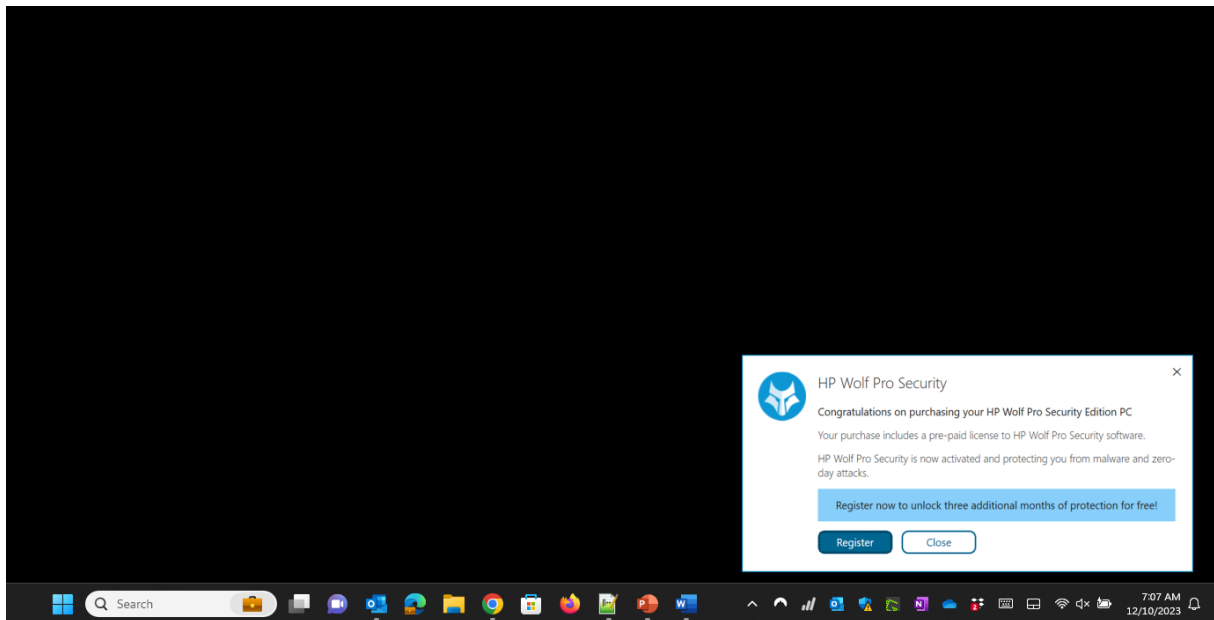 HP Wolf Pro Security
Congratulations on purchasing your HP Wolf Pro Security Edition PC
Your purchase includes a pre-paid license to HP Wolf Pro Security software.
HP Wolf Pro Security is now activated and protecting you from malware and zero-
day attacks.
Register now to unlock three additional months of protection for free!
Register
Close
Search
7:07 AM
12/10/2023